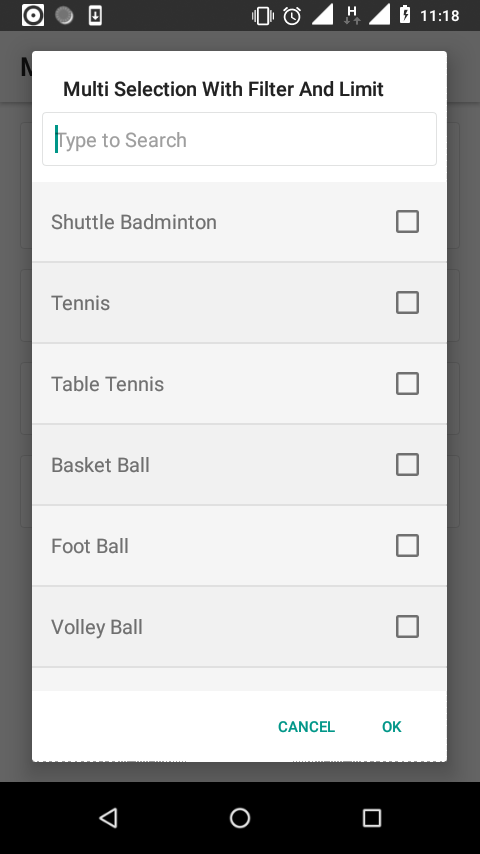 H 11:18
M
Multi Selection With Filter And Limit
Type to Search
Shuttle Badminton
Tennis
Table Tennis
Basket Ball
Foot Ball
Volley Ball
CANCEL OK